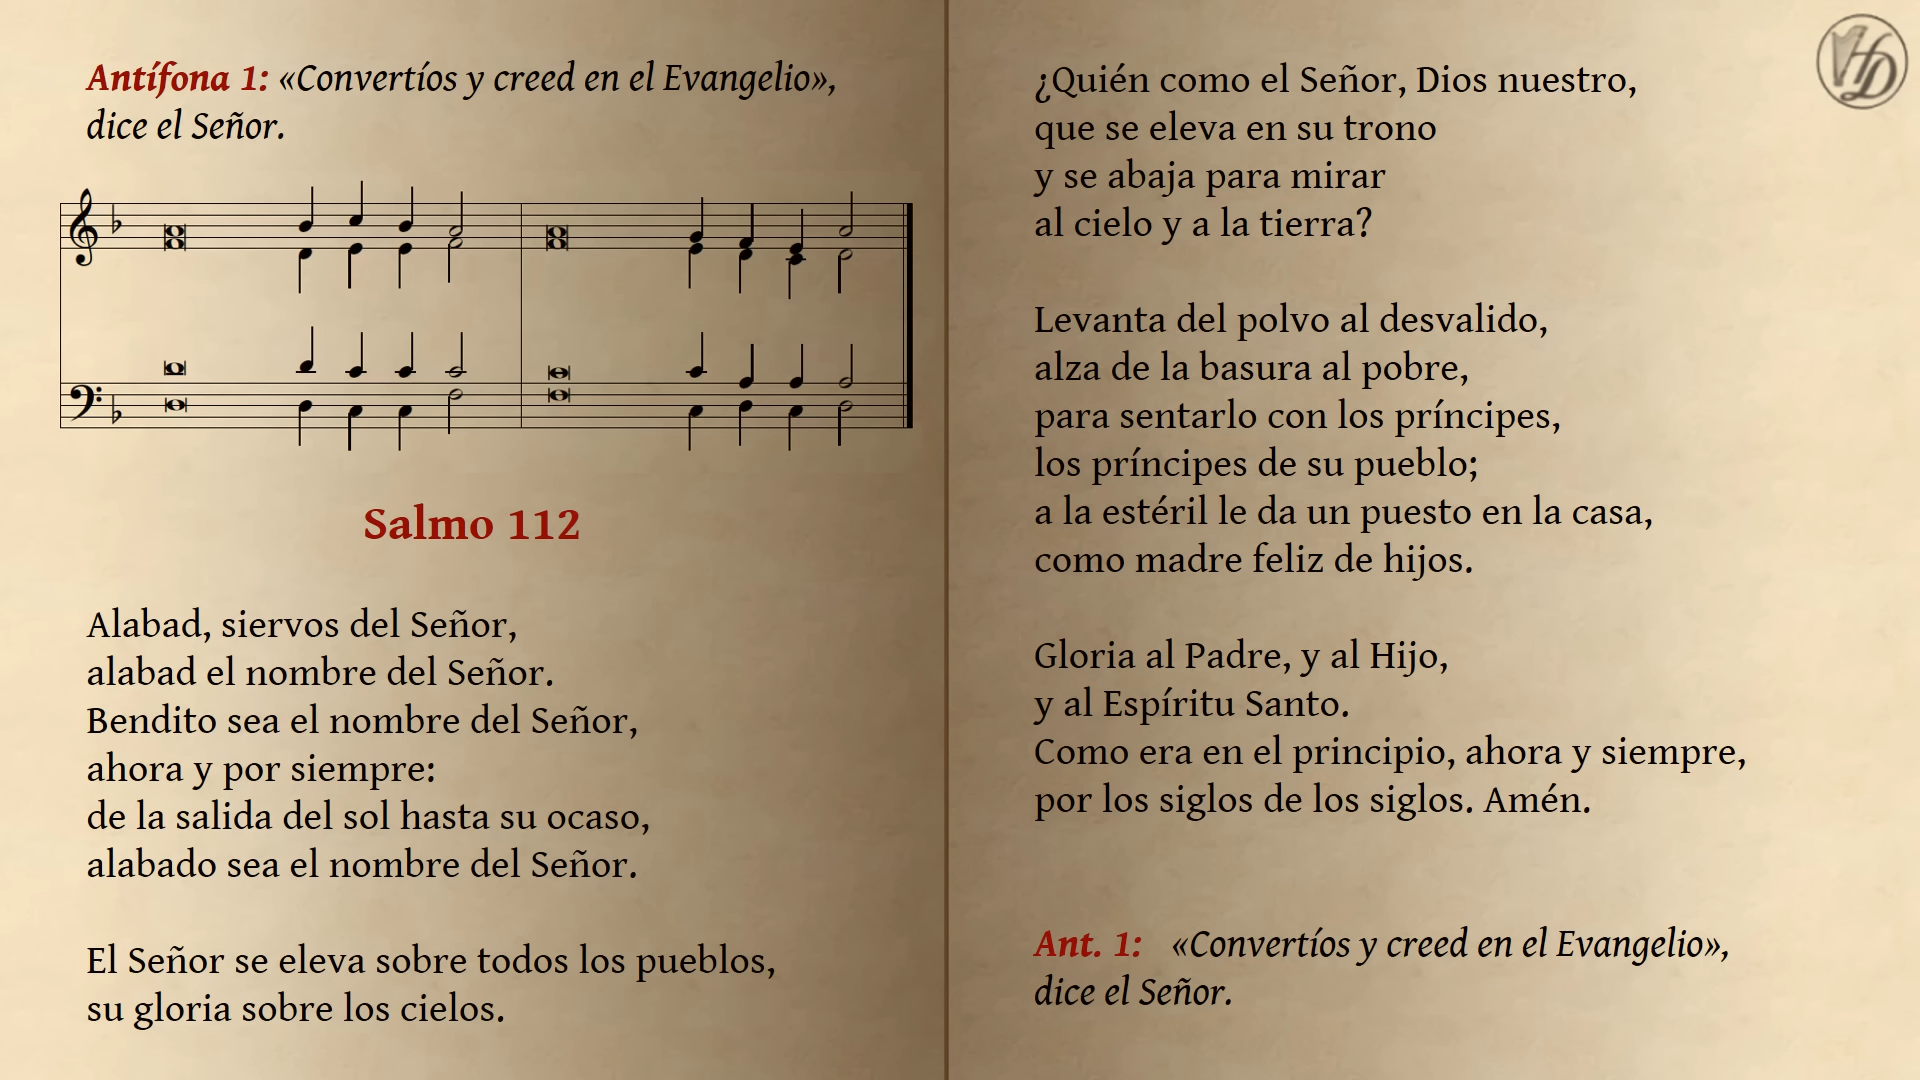 Antífona 1: «Convertíos y creed en el Evangelio»,
dice el Señor.
Salmo 112
Alabad, siervos del Señor,
alabad el nombre del Señor.
Bendito sea el nombre del Señor,
ahora y por siempre:
de la salida del sol hasta su ocaso,
alabado sea el nombre del Señor.
El Señor se eleva sobre todos los pueblos,
su gloria sobre los cielos.
¿Quién como el Señor, Dios nuestro,
que se eleva en su trono
y se abaja para mirar
al cielo y a la tierra?
Levanta del polvo al desvalido,
alza de la basura al pobre,
para sentarlo con los príncipes,
los príncipes de su pueblo;
a la estéril le da un puesto en la casa,
como madre feliz de hijos.
Gloria al Padre, y al Hijo,
y al Espíritu Santo.
Como era en el principio, ahora y siempre,
por los siglos de los siglos. Amén.
Ant. 1: «Convertíos y creed en el Evangelio»,
dice el Señor.
HD